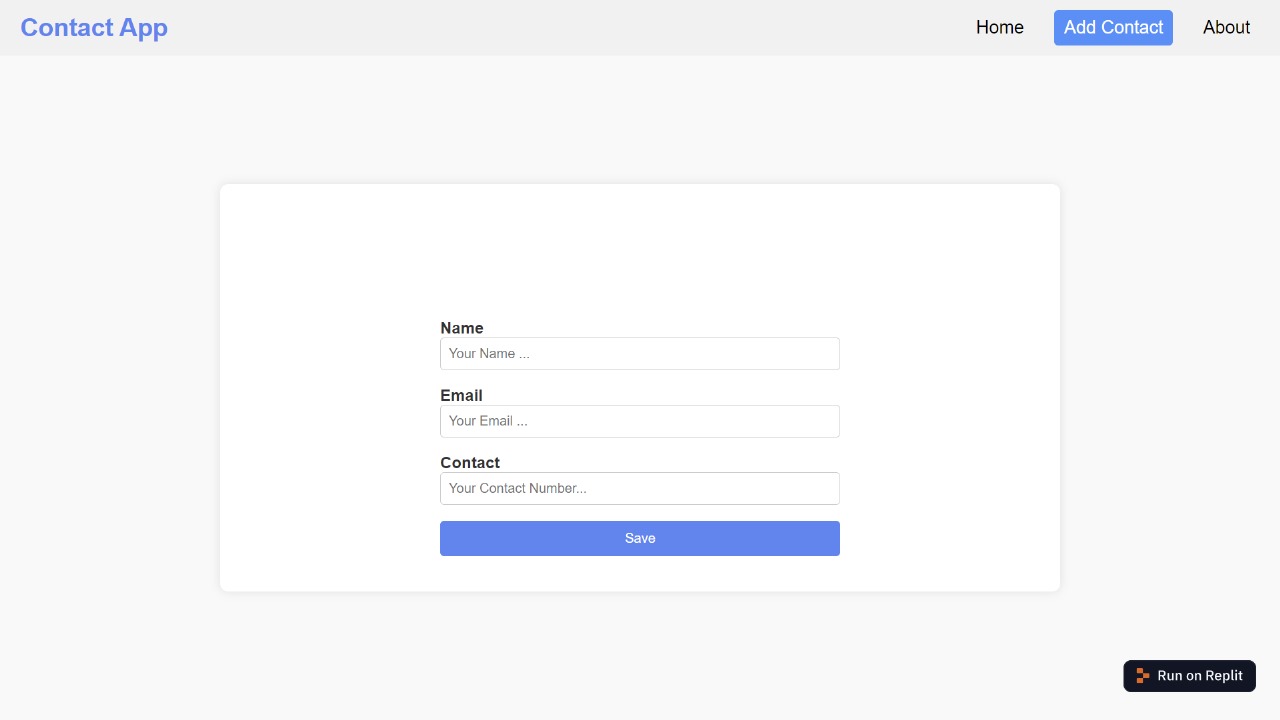 Contact App
Home
Add Contact
About
Name
Your Name ...
Email
Your Email ...
Contact
Your Contact Number...
Save
Run on Replit